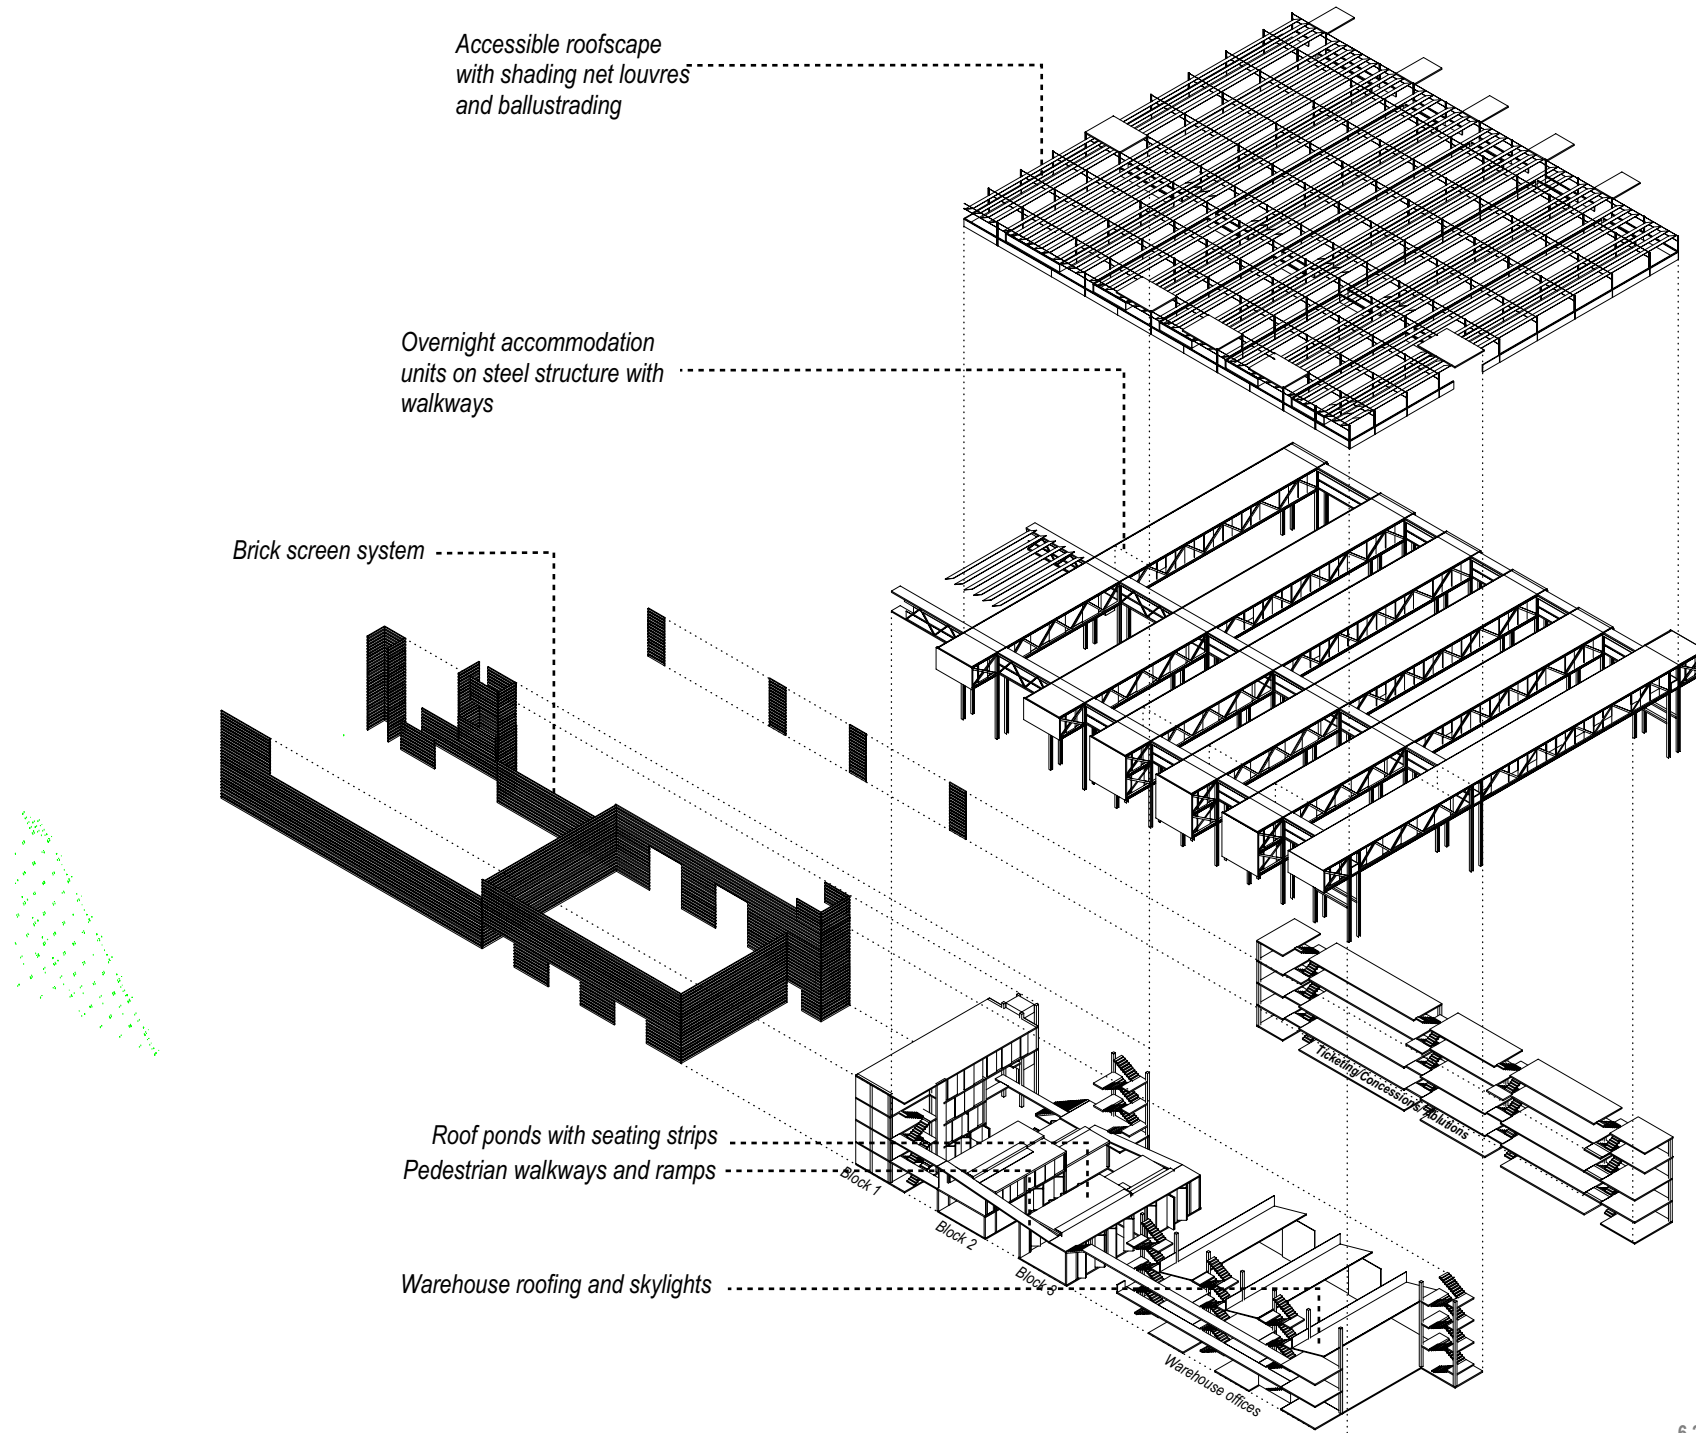 Accessible roofscape
with shading net louvres
and ballustrading
Overnight accommodation
units on steel structure with
walkways
Brick screen system
Ticketing/Concessions/Ablutions
Roof ponds with seating strips
Pedestrian walkways and ramps
Block 1
Block 2
Block 3
Warehouse roofing and skylights
Warehouse offices